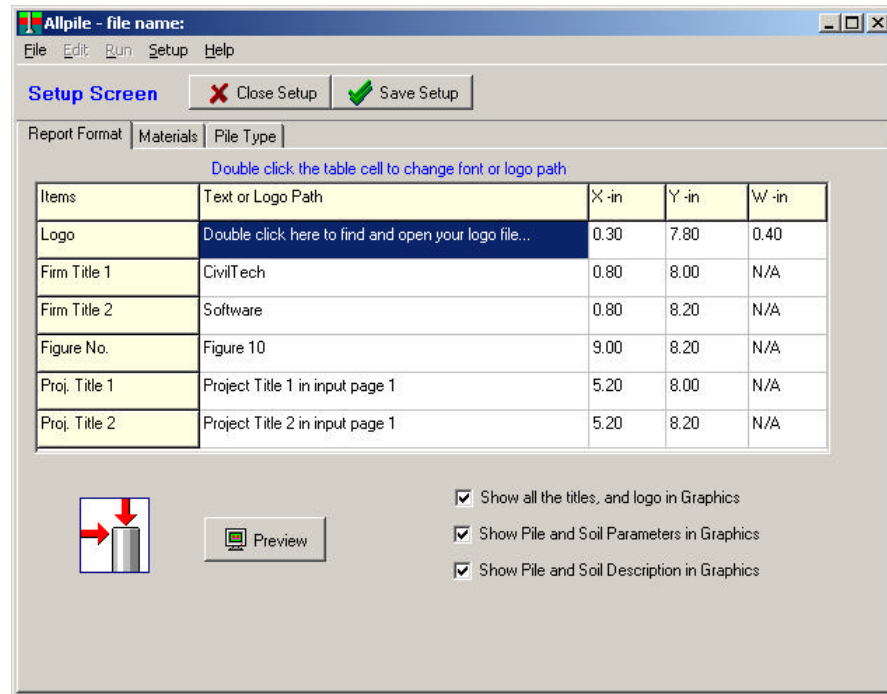 Allpile - file name:
File Edit Run Setup Help
Setup Screen Close Setup Save Setup
Report Format Materials Pile Type
Double click the table cell to change font or logo path
Items Text or Logo Path X -in Y -in W -in
Logo Double click here to find and open your logo file... 0.30 7.80 0.40
Firm Title 1 CivilTech 0.80 8.00 N/A
Firm Title 2 Software 0.80 8.20 N/A
Figure No. Figure 10 9.00 8.20 N/A
Proj. Title 1 Project Title 1 in input page 1 5.20 8.00 N/A
Proj. Title 2 Project Title 2 in input page 1 5.20 8.20 N/A
Show all the titles, and logo in Graphics
Preview Show Pile and Soil Parameters in Graphics
Show Pile and Soil Description in Graphics